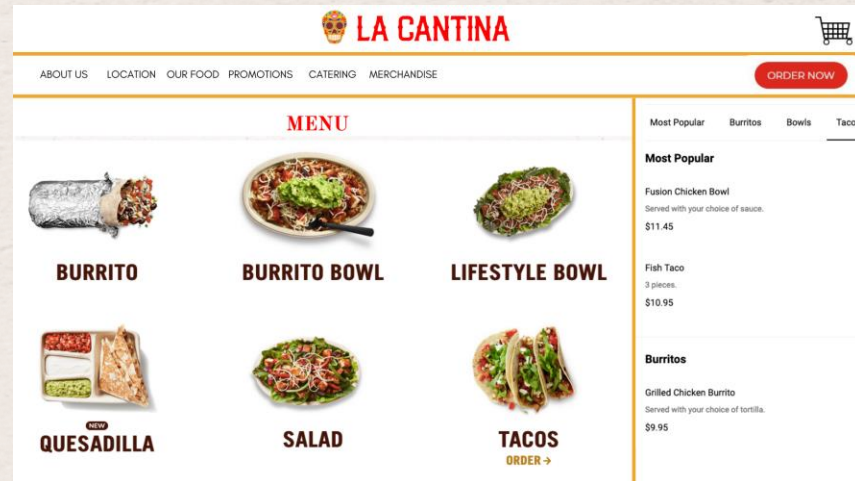 LA CANTINA
ABOUT US LOCATION OUR FOOD PROMOTIONS CATERING MERCHANDISE
ORDER NOW
MENU
BURRITO
BURRITO BOWL
LIFESTYLE BOWL
NEW
QUESADILLA
SALAD
TACOS
ORDER →
Most Popular Burritos Bowls Taco
Most Popular
Fusion Chicken Bowl
Served with your choice of sauce.
$11.45
Fish Taco
3 pieces.
$10.95
Burritos
Grilled Chicken Burrito
Served with your choice of tortilla.
$9.95